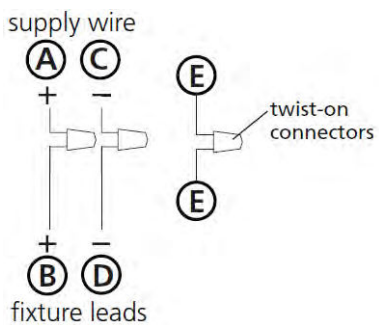 supply wire
A C
+ −
E
twist-on
connectors
E
+ −
B D
fixture leads